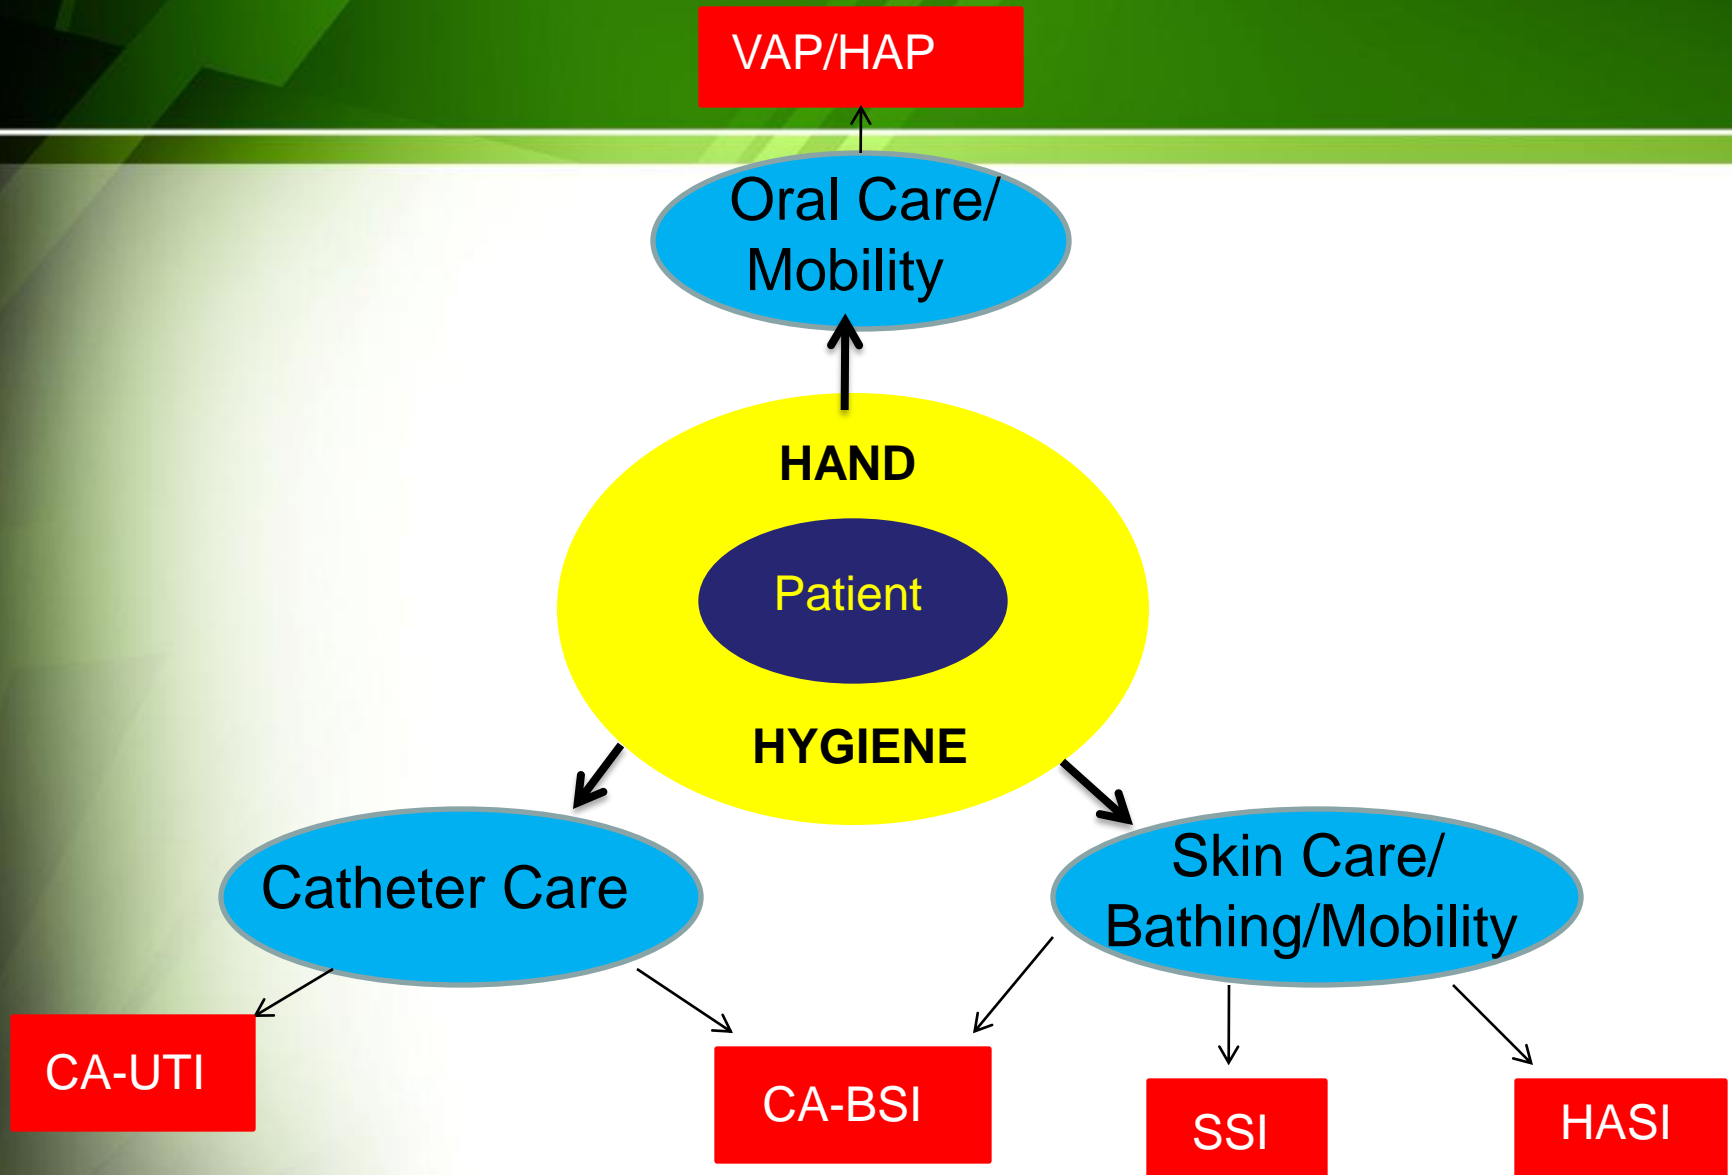 VAP/HAP
Oral Care/
Mobility
HAND
Patient
HYGIENE
Catheter Care
Skin Care/
Bathing/Mobility
CA-UTI
CA-BSI
SSI
HASI